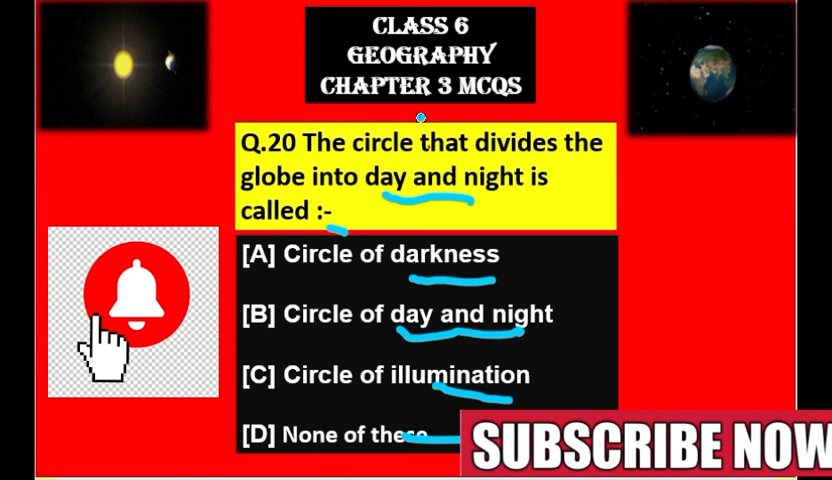 CLASS 6
GEOGRAPHY
CHAPTER 3 MCQS
Q.20 The circle that divides the
globe into day and night is
called :-
[A] Circle of darkness
[B] Circle of day and night
[C] Circle of illumination
[D] None of these
SUBSCRIBE NOW